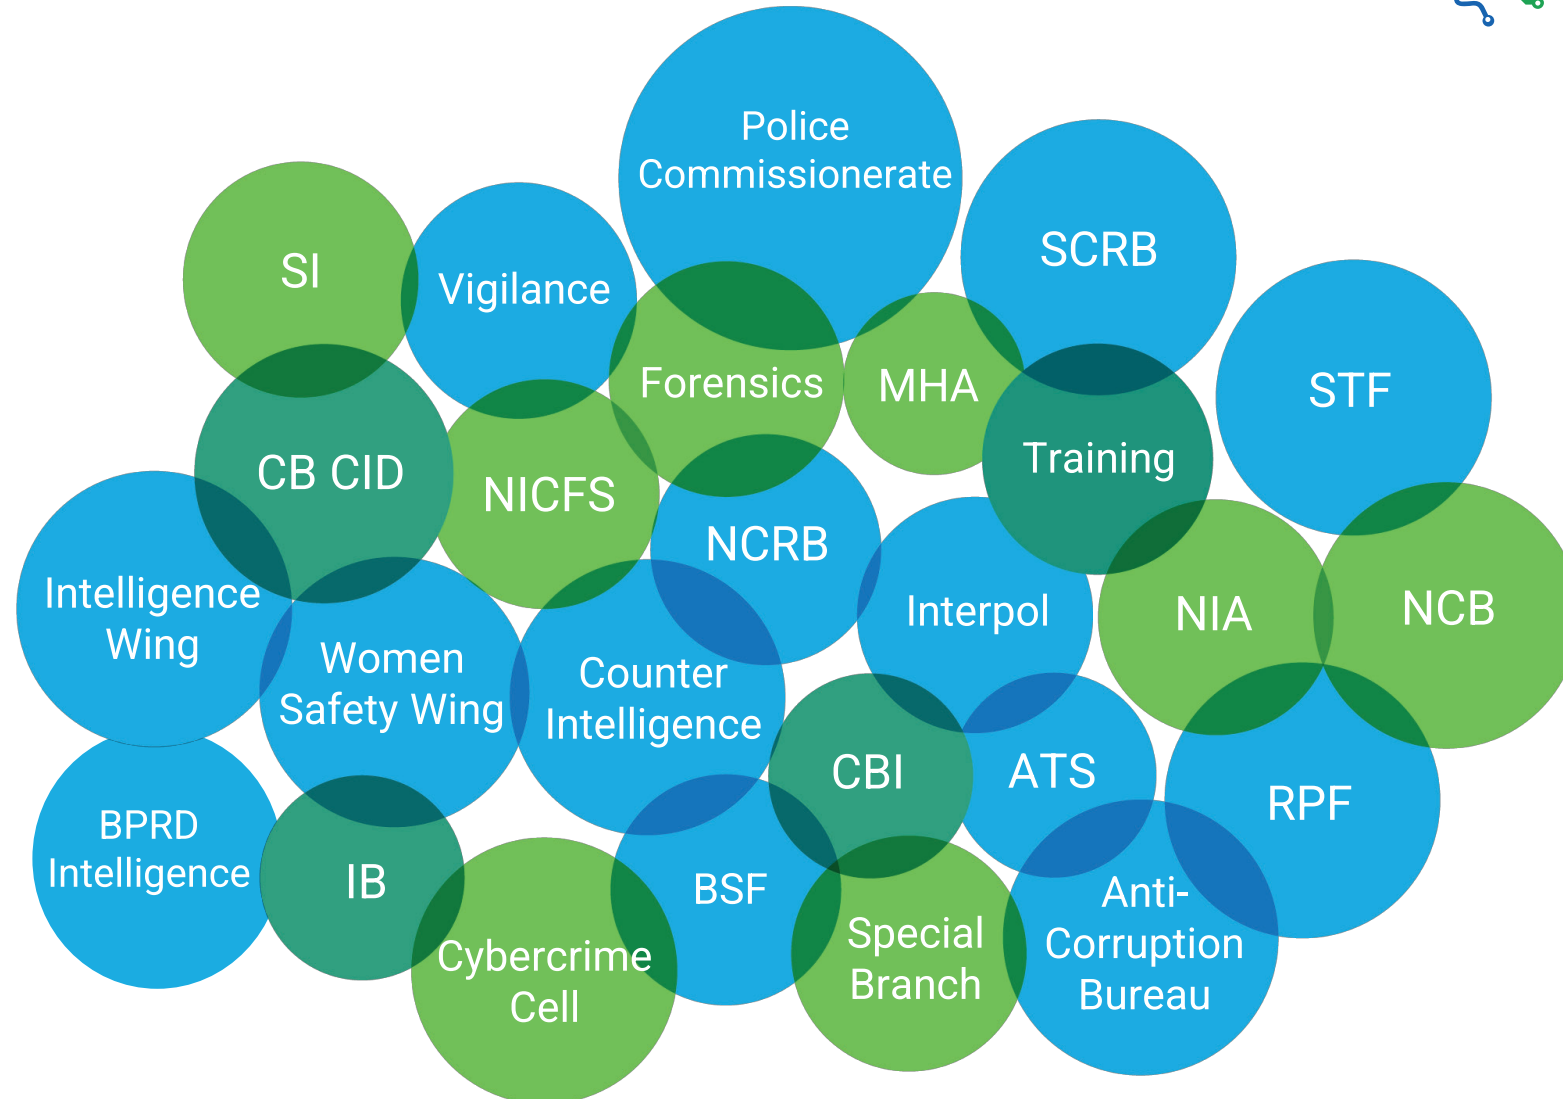 Police
Commissionerate
SCRB
SI
Vigilance
Forensics
MHA
STF
Training
CB CID
NICFS
NCRB
Intelligence
Wing
Interpol
NIA
NCB
Women
Safety Wing
Counter
Intelligence
CBI
ATS
RPF
BPRD
Intelligence
IB
BSF
Anti-
Corruption
Bureau
Cybercrime
Cell
Special
Branch